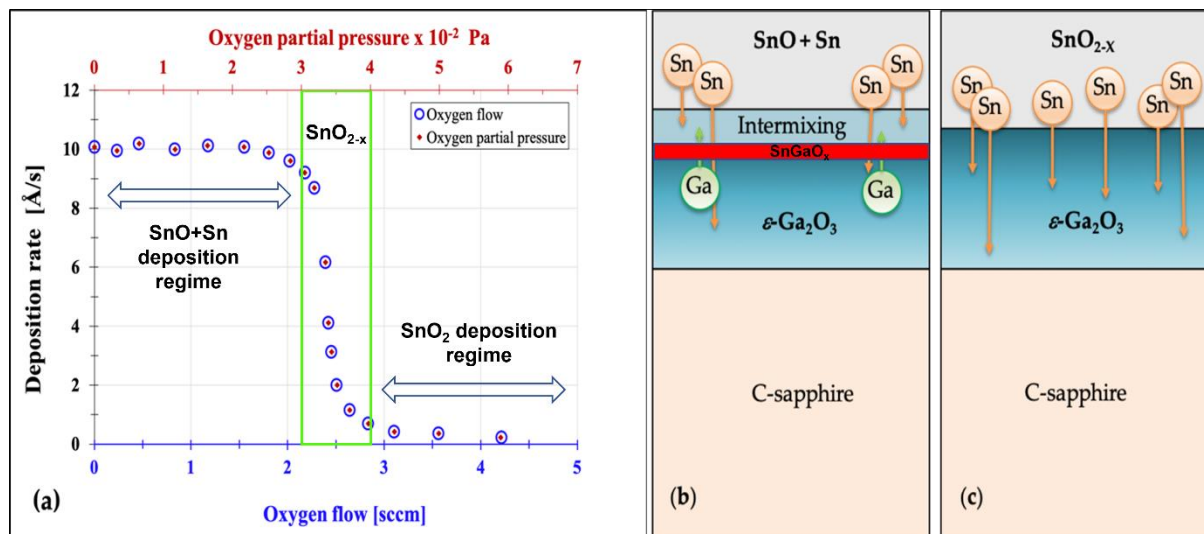 Oxygen partial pressure x 10⁻² Pa
0 1 2 3 4 5 6 7
12
10
8
6
4
2
0
Deposition rate [Å/s]
SnO₂₋ₓ
Oxygen flow
Oxygen partial pressure
SnO+Sn
deposition
regime
SnO₂ deposition
regime
0 1 2 3 4 5
Oxygen flow [sccm]
(a)
SnO + Sn
Sn
Sn
Sn
Sn
Intermixing
SnGaOₓ
Ga
Ga
ε-Ga₂O₃
C-sapphire
(b)
SnO₂₋ₓ
Sn
Sn
Sn
Sn
Sn
Sn
ε-Ga₂O₃
C-sapphire
(c)